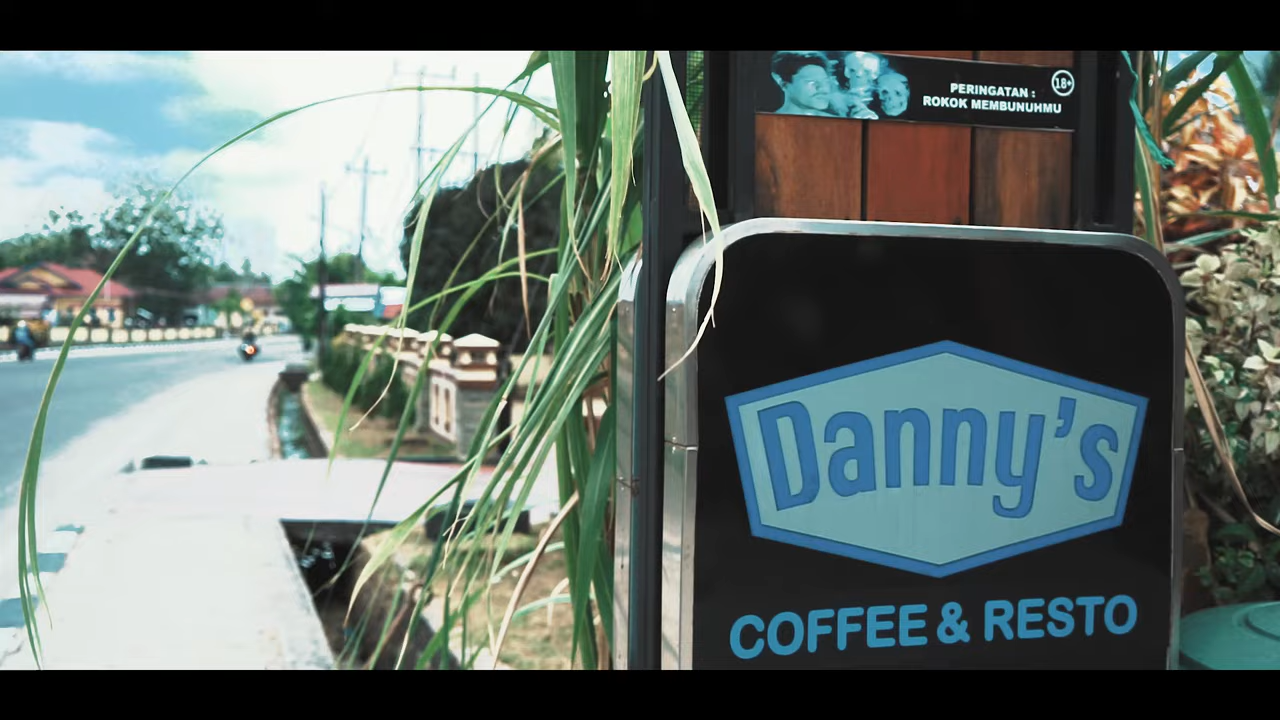 PERINGATAN :
ROKOK MEMBUNUHMU
18+
Danny's
COFFEE & RESTO